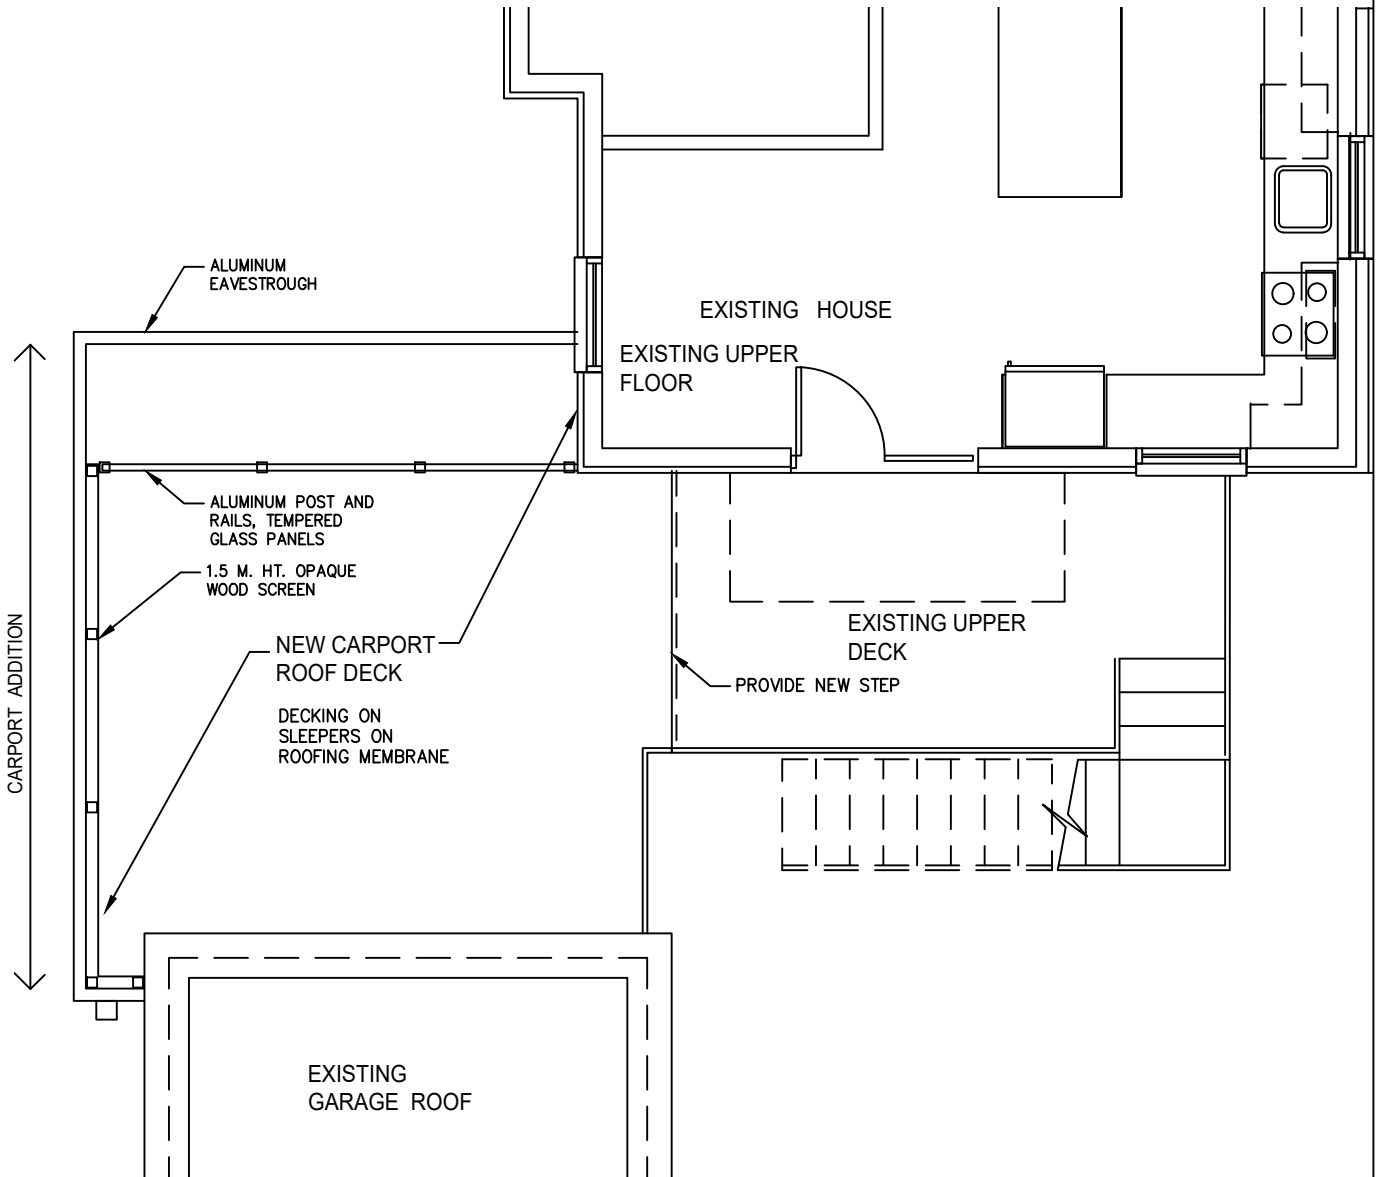 ALUMINUM
EAVESTROUGH
EXISTING HOUSE
EXISTING UPPER
FLOOR
ALUMINUM POST AND
RAILS, TEMPERED
GLASS PANELS
1.5 M. HT. OPAQUE
WOOD SCREEN
NEW CARPORT
ROOF DECK
DECKING ON
SLEEPERS ON
ROOFING MEMBRANE
EXISTING UPPER
DECK
PROVIDE NEW STEP
CARPORT ADDITION
EXISTING
GARAGE ROOF